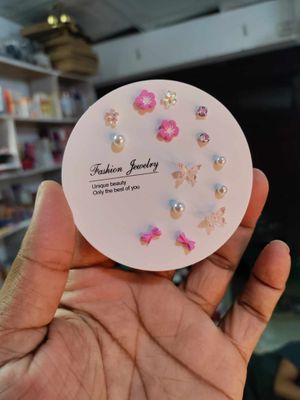 Fashion Jewelry
Unique beauty
Only the best of you